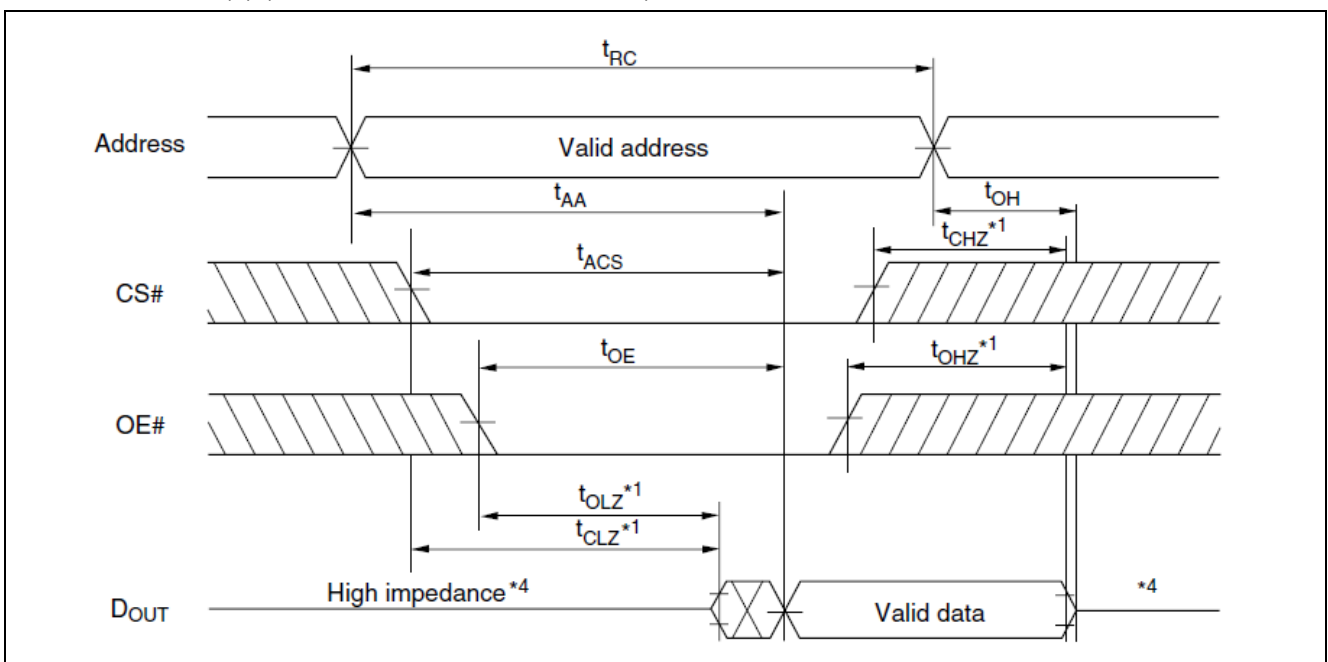 tRC
Address
Valid address
tAA
tOH
tCHZ*1
tACS
CS#
tOE
tOHZ*1
OE#
tOLZ*1
tCLZ*1
High impedance*4
*4
DOUT
Valid data